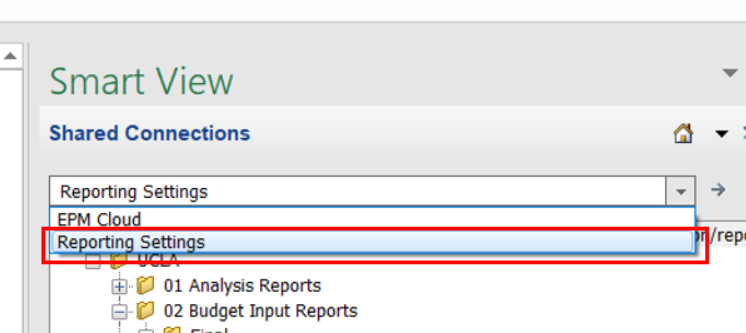 Smart View
Shared Connections
Reporting Settings
EPM Cloud
Reporting Settings
/repo
UCLA
01 Analysis Reports
02 Budget Input Reports
Final